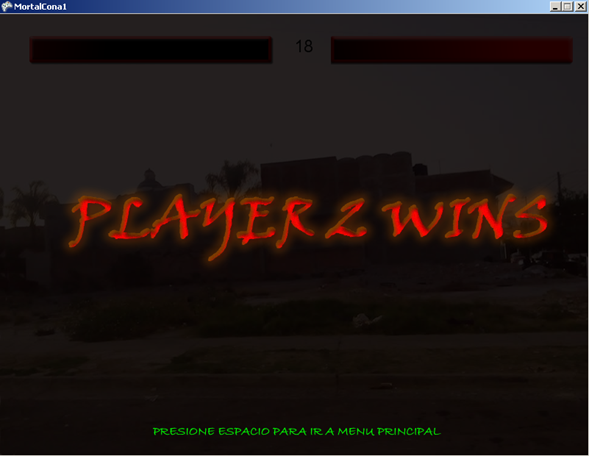 MortalCona1
18
PLAYER 2 WINS
PRESIONE ESPACIO PARA IR A MENU PRINCIPAL